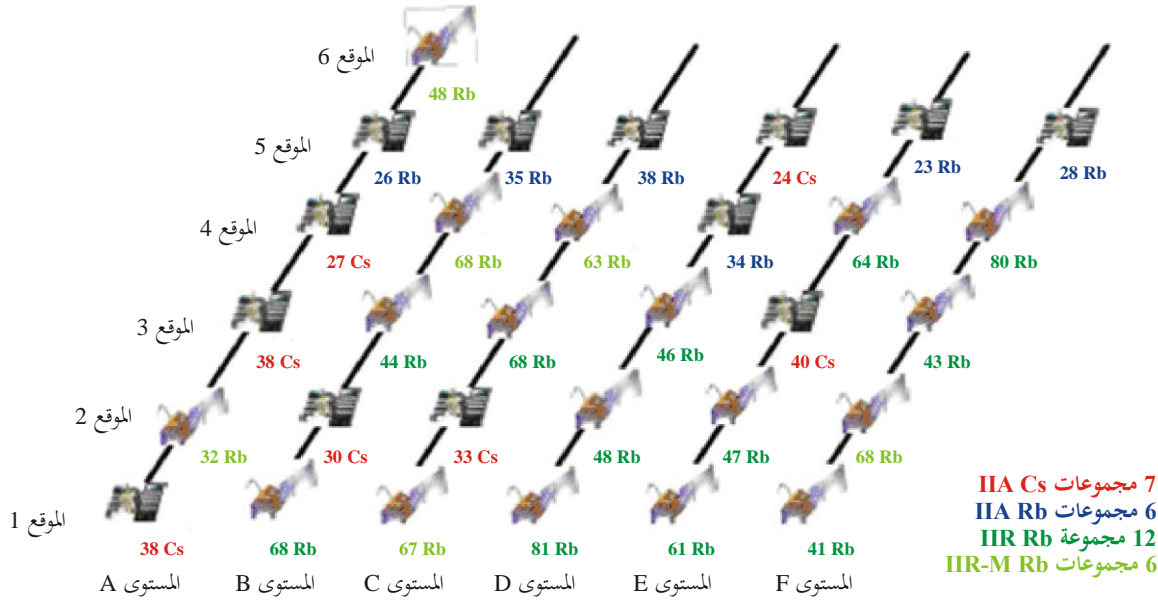 الموقع 6
48 Rb
الموقع 5
26 Rb
35 Rb
38 Rb
24 Cs
23 Rb
28 Rb
الموقع 4
27 Cs
68 Rb
63 Rb
34 Rb
64 Rb
80 Rb
الموقع 3
38 Cs
44 Rb
68 Rb
46 Rb
40 Cs
43 Rb
الموقع 2
32 Rb
30 Cs
33 Cs
48 Rb
47 Rb
68 Rb
الموقع 1
38 Cs
68 Rb
67 Rb
81 Rb
61 Rb
41 Rb
المستوى A
المستوى B
المستوى C
المستوى D
المستوى E
المستوى F
7 مجموعات IIA Cs
6 مجموعات IIA Rb
12 مجموعة IIR Rb
6 مجموعات IIR-M Rb